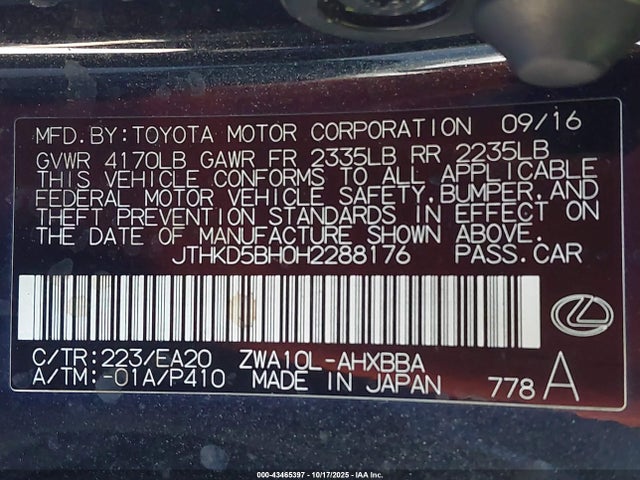 MFD.BY:TOYOTA MOTOR CORPORATION 09/16
GVWR 4170LB GAWR FR 2335LB RR 2235LB
THIS VEHICLE CONFORMS TO ALL APPLICABLE
FEDERAL MOTOR VEHICLE SAFETY,BUMPER,AND
THEFT PREVENTION STANDARDS IN EFFECT ON
THE DATE OF MANUFACTURE SHOWN ABOVE.
JTHKD5BH0H2288176 PASS.CAR
C/TR:223/EA20 ZWA10L-AHXBBA
A/TM:-01A/P410 MADE IN JAPAN 778 A
000-43465397 - 10/17/2025 - IAA Inc.